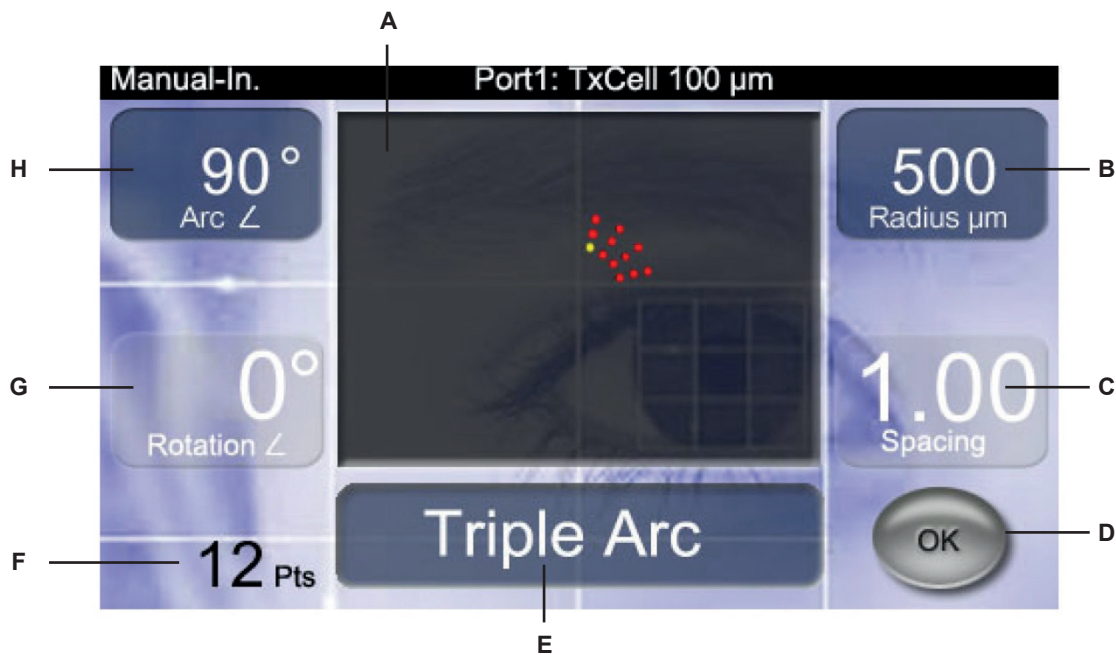 A
Manual-In. Port1: TxCell 100 µm
H
90°
Arc ∠
500
Radius µm
B
G
0°
Rotation ∠
1.00
Spacing
C
F
12 Pts
Triple Arc
OK
D
E